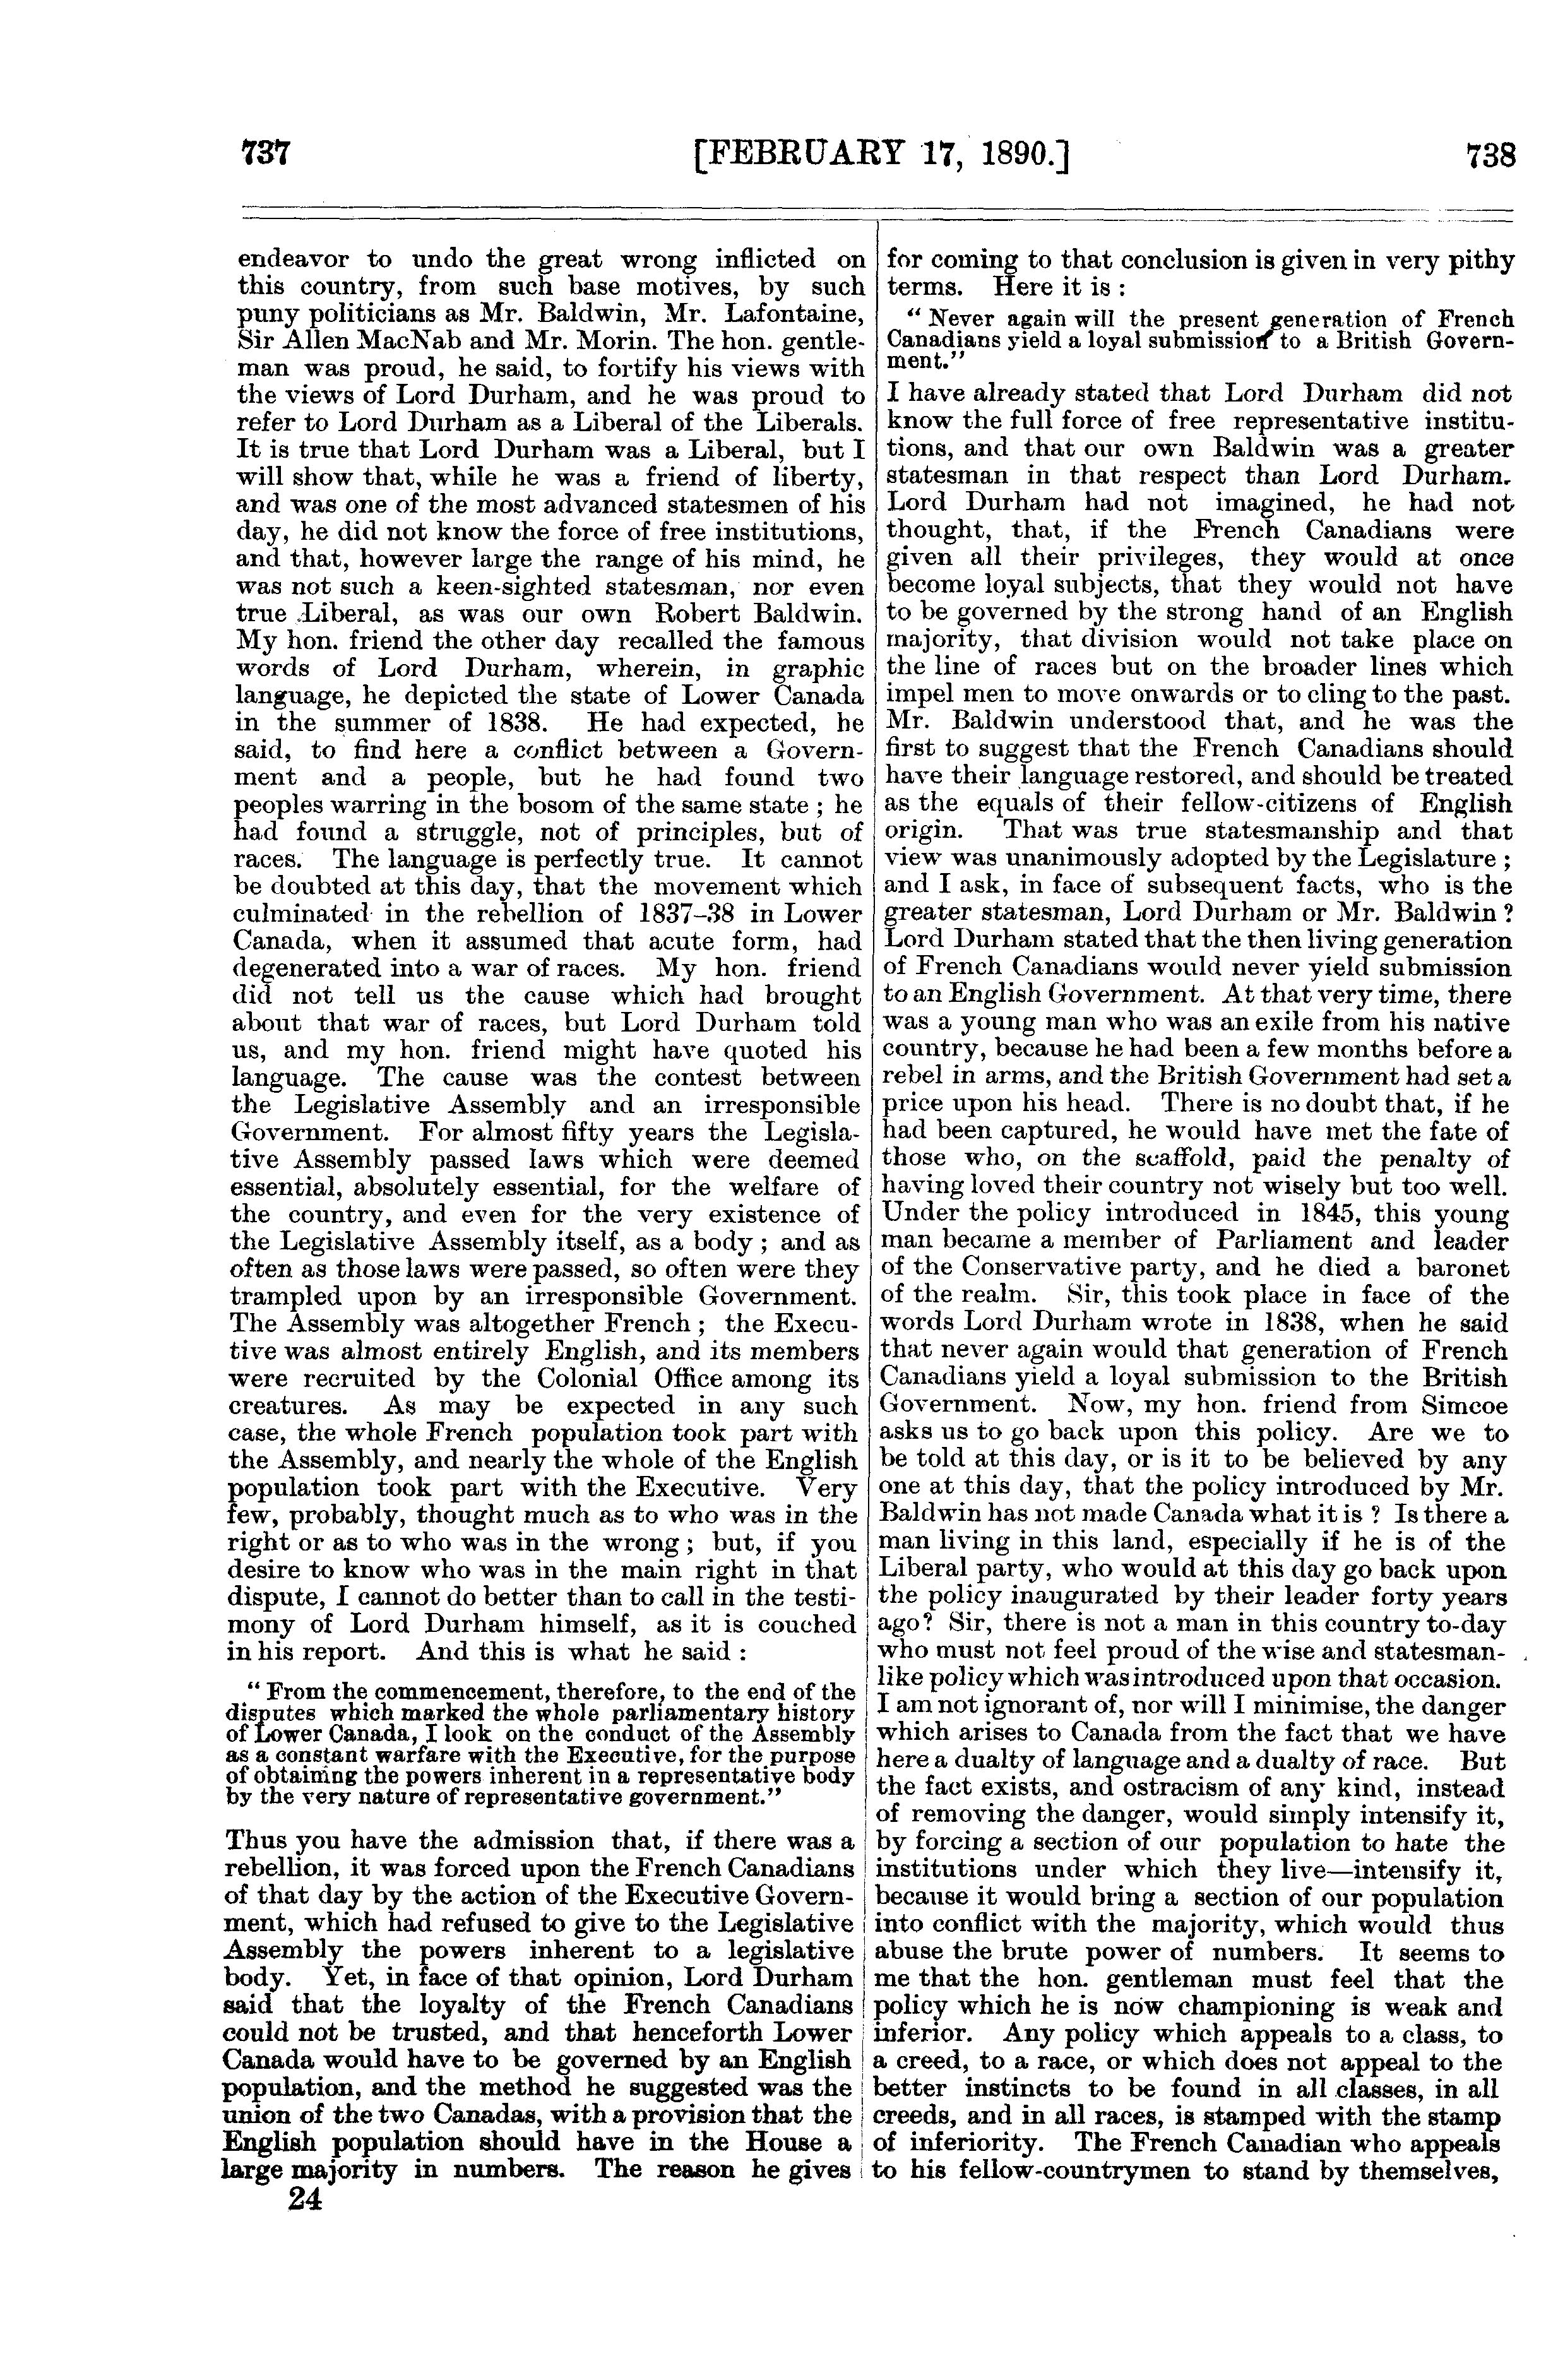 737
[FEBRUARY 17, 1890.]
738
endeavor to undo the great wrong inflicted on
this country, from such base motives, by such
puny politicians as Mr. Baldwin, Mr. Lafontaine,
Sir Allen MacNab and Mr. Morin. The hon. gentle-
man was proud, he said, to fortify his views with
the views of Lord Durham, and he was proud to
refer to Lord Durham as a Liberal of the Liberals.
It is true that Lord Durham was a Liberal, but I
will show that, while he was a friend of liberty,
and was one of the most advanced statesmen of his
day, he did not know the force of free institutions,
and that, however large the range of his mind, he
was not such a keen-sighted statesman, nor even
true Liberal, as was our own Robert Baldwin.
My hon. friend the other day recalled the famous
words of Lord Durham, wherein, in graphic
language, he depicted the state of Lower Canada
in the summer of 1838. He had expected, he
said, to find here a conflict between a Govern-
ment and a people, but he had found two
peoples warring in the bosom of the same state ; he
had found a struggle, not of principles, but of
races. The language is perfectly true. It cannot
be doubted at this day, that the movement which
culminated in the rebellion of 1837-38 in Lower
Canada, when it assumed that acute form, had
degenerated into a war of races. My hon. friend
did not tell us the cause which had brought
about that war of races, but Lord Durham told
us, and my hon. friend might have quoted his
language. The cause was the contest between
the Legislative Assembly and an irresponsible
Government. For almost fifty years the Legisla-
tive Assembly passed laws which were deemed
essential, absolutely essential, for the welfare of
the country, and even for the very existence of
the Legislative Assembly itself, as a body ; and as
often as those laws were passed, so often were they
trampled upon by an irresponsible Government.
The Assembly was altogether French ; the Execu-
tive was almost entirely English, and its members
were recruited by the Colonial Office among its
creatures. As may be expected in any such
case, the whole French population took part with
the Assembly, and nearly the whole of the English
population took part with the Executive. Very
few, probably, thought much as to who was in the
right or as to who was in the wrong ; but, if you
desire to know who was in the main right in that
dispute, I cannot do better than to call in the testi-
mony of Lord Durham himself, as it is couched
in his report. And this is what he said :
" From the commencement, therefore, to the end of the
disputes which marked the whole parliamentary history
of Lower Canada, I look on the conduct of the Assembly
as a constant warfare with the Executive, for the purpose
of obtaining the powers inherent in a representative body
by the very nature of representative government."
Thus you have the admission that, if there was a
rebellion, it was forced upon the French Canadians
of that day by the action of the Executive Govern-
ment, which had refused to give to the Legislative
Assembly the powers inherent to a legislative
body. Yet, in face of that opinion, Lord Durham
said that the loyalty of the French Canadians
could not be trusted, and that henceforth Lower
Canada would have to be governed by an English
population, and the method he suggested was the
union of the two Canadas, with a provision that the
English population should have in the House a
large majority in numbers. The reason he gives
24
for coming to that conclusion is given in very pithy
terms. Here it is :
" Never again will the present generation of French
Canadians yield a loyal submission to a British Govern-
ment."
I have already stated that Lord Durham did not
know the full force of free representative institu-
tions, and that our own Baldwin was a greater
statesman in that respect than Lord Durham.
Lord Durham had not imagined, he had not
thought, that, if the French Canadians were
given all their privileges, they would at once
become loyal subjects, that they would not have
to be governed by the strong hand of an English
majority, that division would not take place on
the line of races but on the broader lines which
impel men to move onwards or to cling to the past.
Mr. Baldwin understood that, and he was the
first to suggest that the French Canadians should
have their language restored, and should be treated
as the equals of their fellow-citizens of English
origin. That was true statesmanship and that
view was unanimously adopted by the Legislature ;
and I ask, in face of subsequent facts, who is the
greater statesman, Lord Durham or Mr. Baldwin ?
Lord Durham stated that the then living generation
of French Canadians would never yield submission
to an English Government. At that very time, there
was a young man who was an exile from his native
country, because he had been a few months before a
rebel in arms, and the British Government had set a
price upon his head. There is no doubt that, if he
had been captured, he would have met the fate of
those who, on the scaffold, paid the penalty of
having loved their country not wisely but too well.
Under the policy introduced in 1845, this young
man became a member of Parliament and leader
of the Conservative party, and he died a baronet
of the realm. Sir, this took place in face of the
words Lord Durham wrote in 1838, when he said
that never again would that generation of French
Canadians yield a loyal submission to the British
Government. Now, my hon. friend from Simcoe
asks us to go back upon this policy. Are we to
be told at this day, or is it to be believed by any
one at this day, that the policy introduced by Mr.
Baldwin has not made Canada what it is ? Is there a
man living in this land, especially if he is of the
Liberal party, who would at this day go back upon
the policy inaugurated by their leader forty years
ago? Sir, there is not a man in this country to-day
who must not feel proud of the wise and statesman-
like policy which was introduced upon that occasion.
I am not ignorant of, nor will I minimise, the danger
which arises to Canada from the fact that we have
here a dualty of language and a dualty of race. But
the fact exists, and ostracism of any kind, instead
of removing the danger, would simply intensify it,
by forcing a section of our population to hate the
institutions under which they live—intensify it,
because it would bring a section of our population
into conflict with the majority, which would thus
abuse the brute power of numbers. It seems to
me that the hon. gentleman must feel that the
policy which he is now championing is weak and
inferior. Any policy which appeals to a class, to
a creed, to a race, or which does not appeal to the
better instincts to be found in all classes, in all
creeds, and in all races, is stamped with the stamp
of inferiority. The French Canadian who appeals
to his fellow-countrymen to stand by themselves,